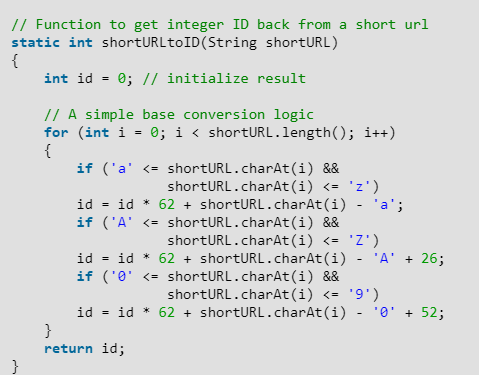 // Function to get integer ID back from a short url
static int shortURLtoID(String shortURL)
{
    int id = 0; // initialize result

    // A simple base conversion logic
    for (int i = 0; i < shortURL.length(); i++)
    {
        if ('a' <= shortURL.charAt(i) &&
                   shortURL.charAt(i) <= 'z')
        id = id * 62 + shortURL.charAt(i) - 'a';
        if ('A' <= shortURL.charAt(i) &&
                   shortURL.charAt(i) <= 'Z')
        id = id * 62 + shortURL.charAt(i) - 'A' + 26;
        if ('0' <= shortURL.charAt(i) &&
                   shortURL.charAt(i) <= '9')
        id = id * 62 + shortURL.charAt(i) - '0' + 52;
    }
    return id;
}